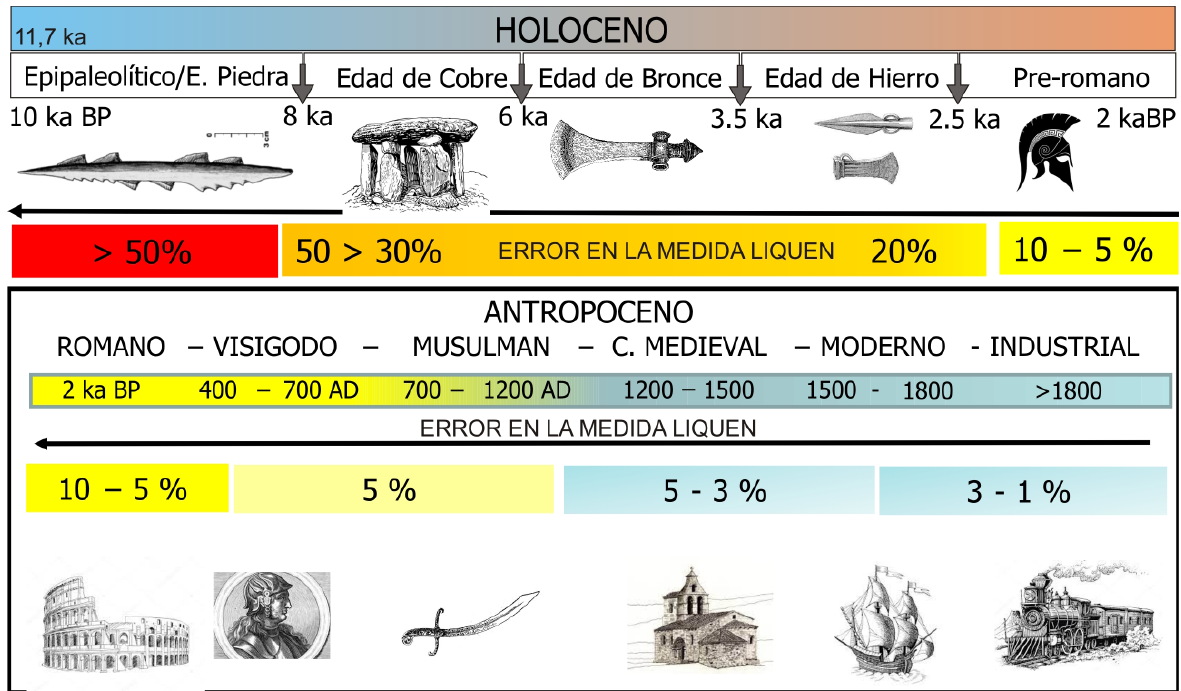 HOLOCENO
11,7 ka
Epipaleolítico/E. Piedra Edad de Cobre Edad de Bronce Edad de Hierro Pre-romano
10 ka BP 8 ka 6 ka 3.5 ka 2.5 ka 2 kaBP
0 3 cm
> 50% 50 > 30% ERROR EN LA MEDIDA LIQUEN 20% 10 – 5 %
ANTROPOCENO
ROMANO – VISIGODO – MUSULMAN – C. MEDIEVAL – MODERNO - INDUSTRIAL
2 ka BP 400 – 700 AD 700 – 1200 AD 1200 – 1500 1500 - 1800 >1800
ERROR EN LA MEDIDA LIQUEN
10 – 5 % 5 % 5 - 3 % 3 - 1 %